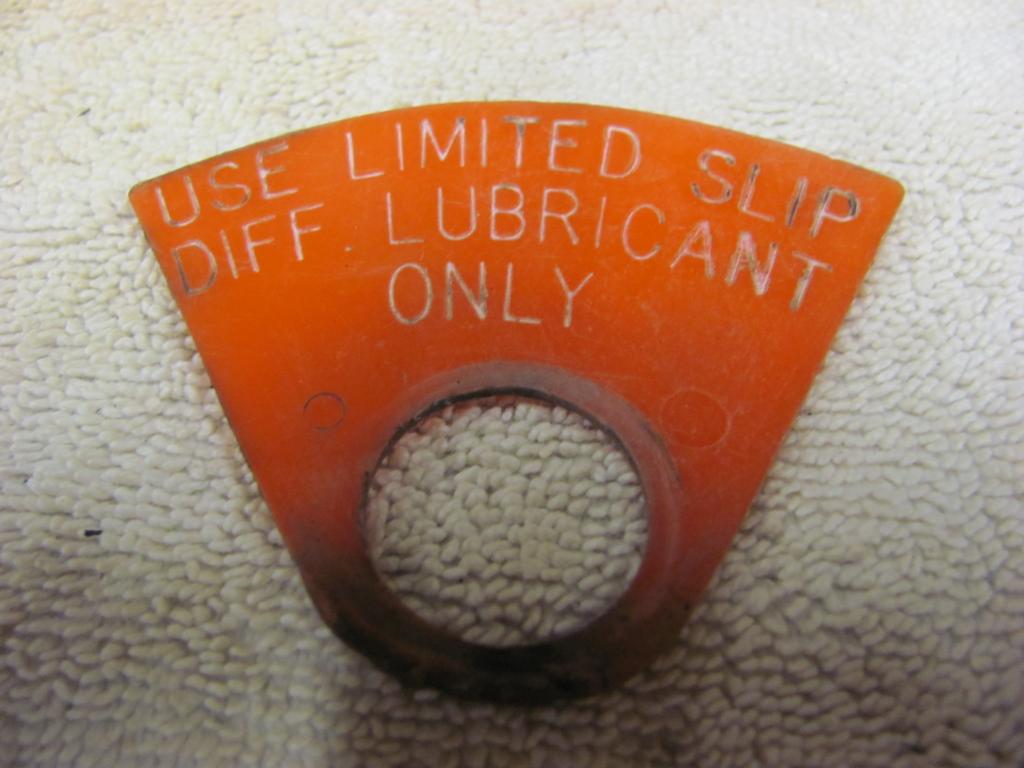 USE LIMITED SLIP
DIFF. LUBRICANT
ONLY